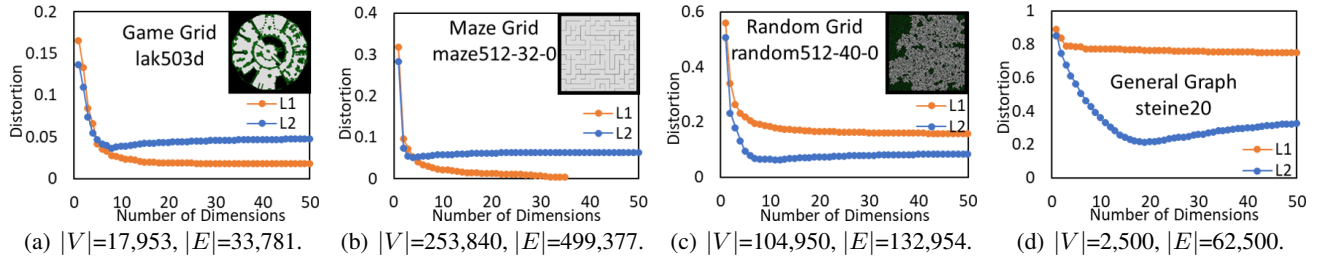 0.2
0.15
0.1
0.05
0
Distortion
Game Grid
lak503d
L1
L2
0 10 20 30 40 50
Number of Dimensions
(a) |V|=17,953, |E|=33,781.
0.4
0.3
0.2
0.1
0
Distortion
Maze Grid
maze512-32-0
L1
L2
0 10 20 30 40 50
Number of Dimensions
(b) |V|=253,840, |E|=499,377.
0.6
0.4
0.2
0
Distortion
Random Grid
random512-40-0
L1
L2
0 10 20 30 40 50
Number of Dimensions
(c) |V|=104,950, |E|=132,954.
1
0.8
0.6
0.4
0.2
0
Distortion
General Graph
steine20
L1
L2
0 10 20 30 40 50
Number of Dimensions
(d) |V|=2,500, |E|=62,500.